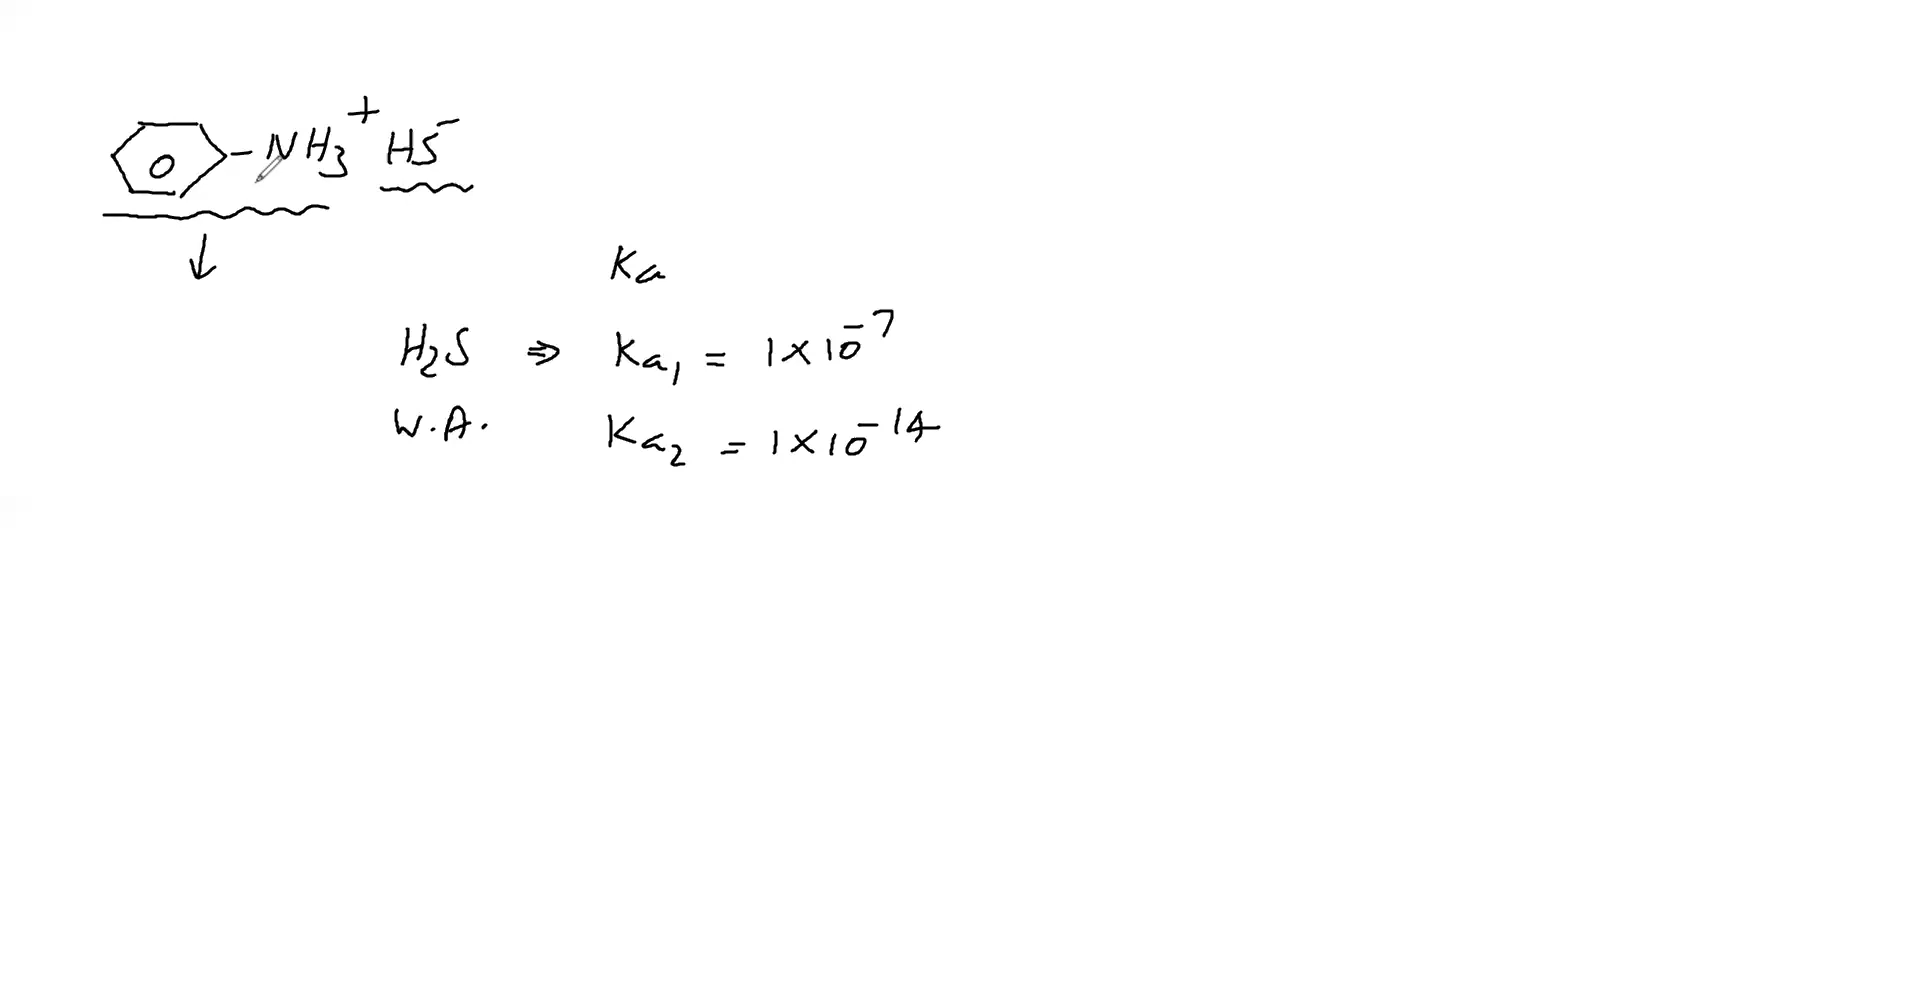 -NH₃⁺ HS⁻
Ka
H₂S ⇒ Ka₁ = 1×10⁻⁷
W.A. Ka₂ = 1×10⁻¹⁴